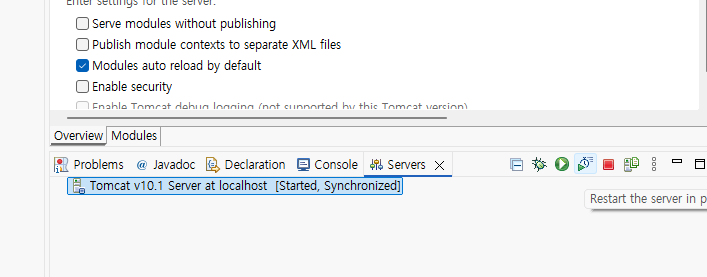 Enter settings for the server.
Serve modules without publishing
Publish module contexts to separate XML files
Modules auto reload by default
Enable security
Enable Tomcat debug logging (not supported by this Tomcat version)
Overview Modules
Problems @ Javadoc Declaration Console Servers
Tomcat v10.1 Server at localhost [Started, Synchronized]
Restart the server in p